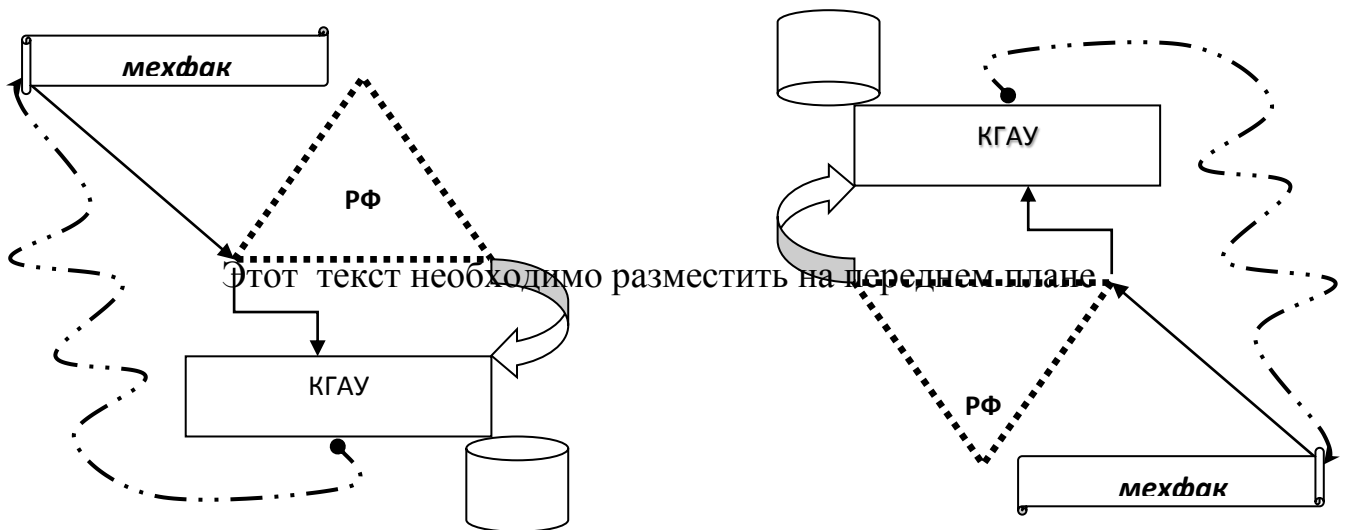 мехфак
КГАУ
РФ
Этот текст необходимо разместить на переднем плане
КГАУ
РФ
мехфак